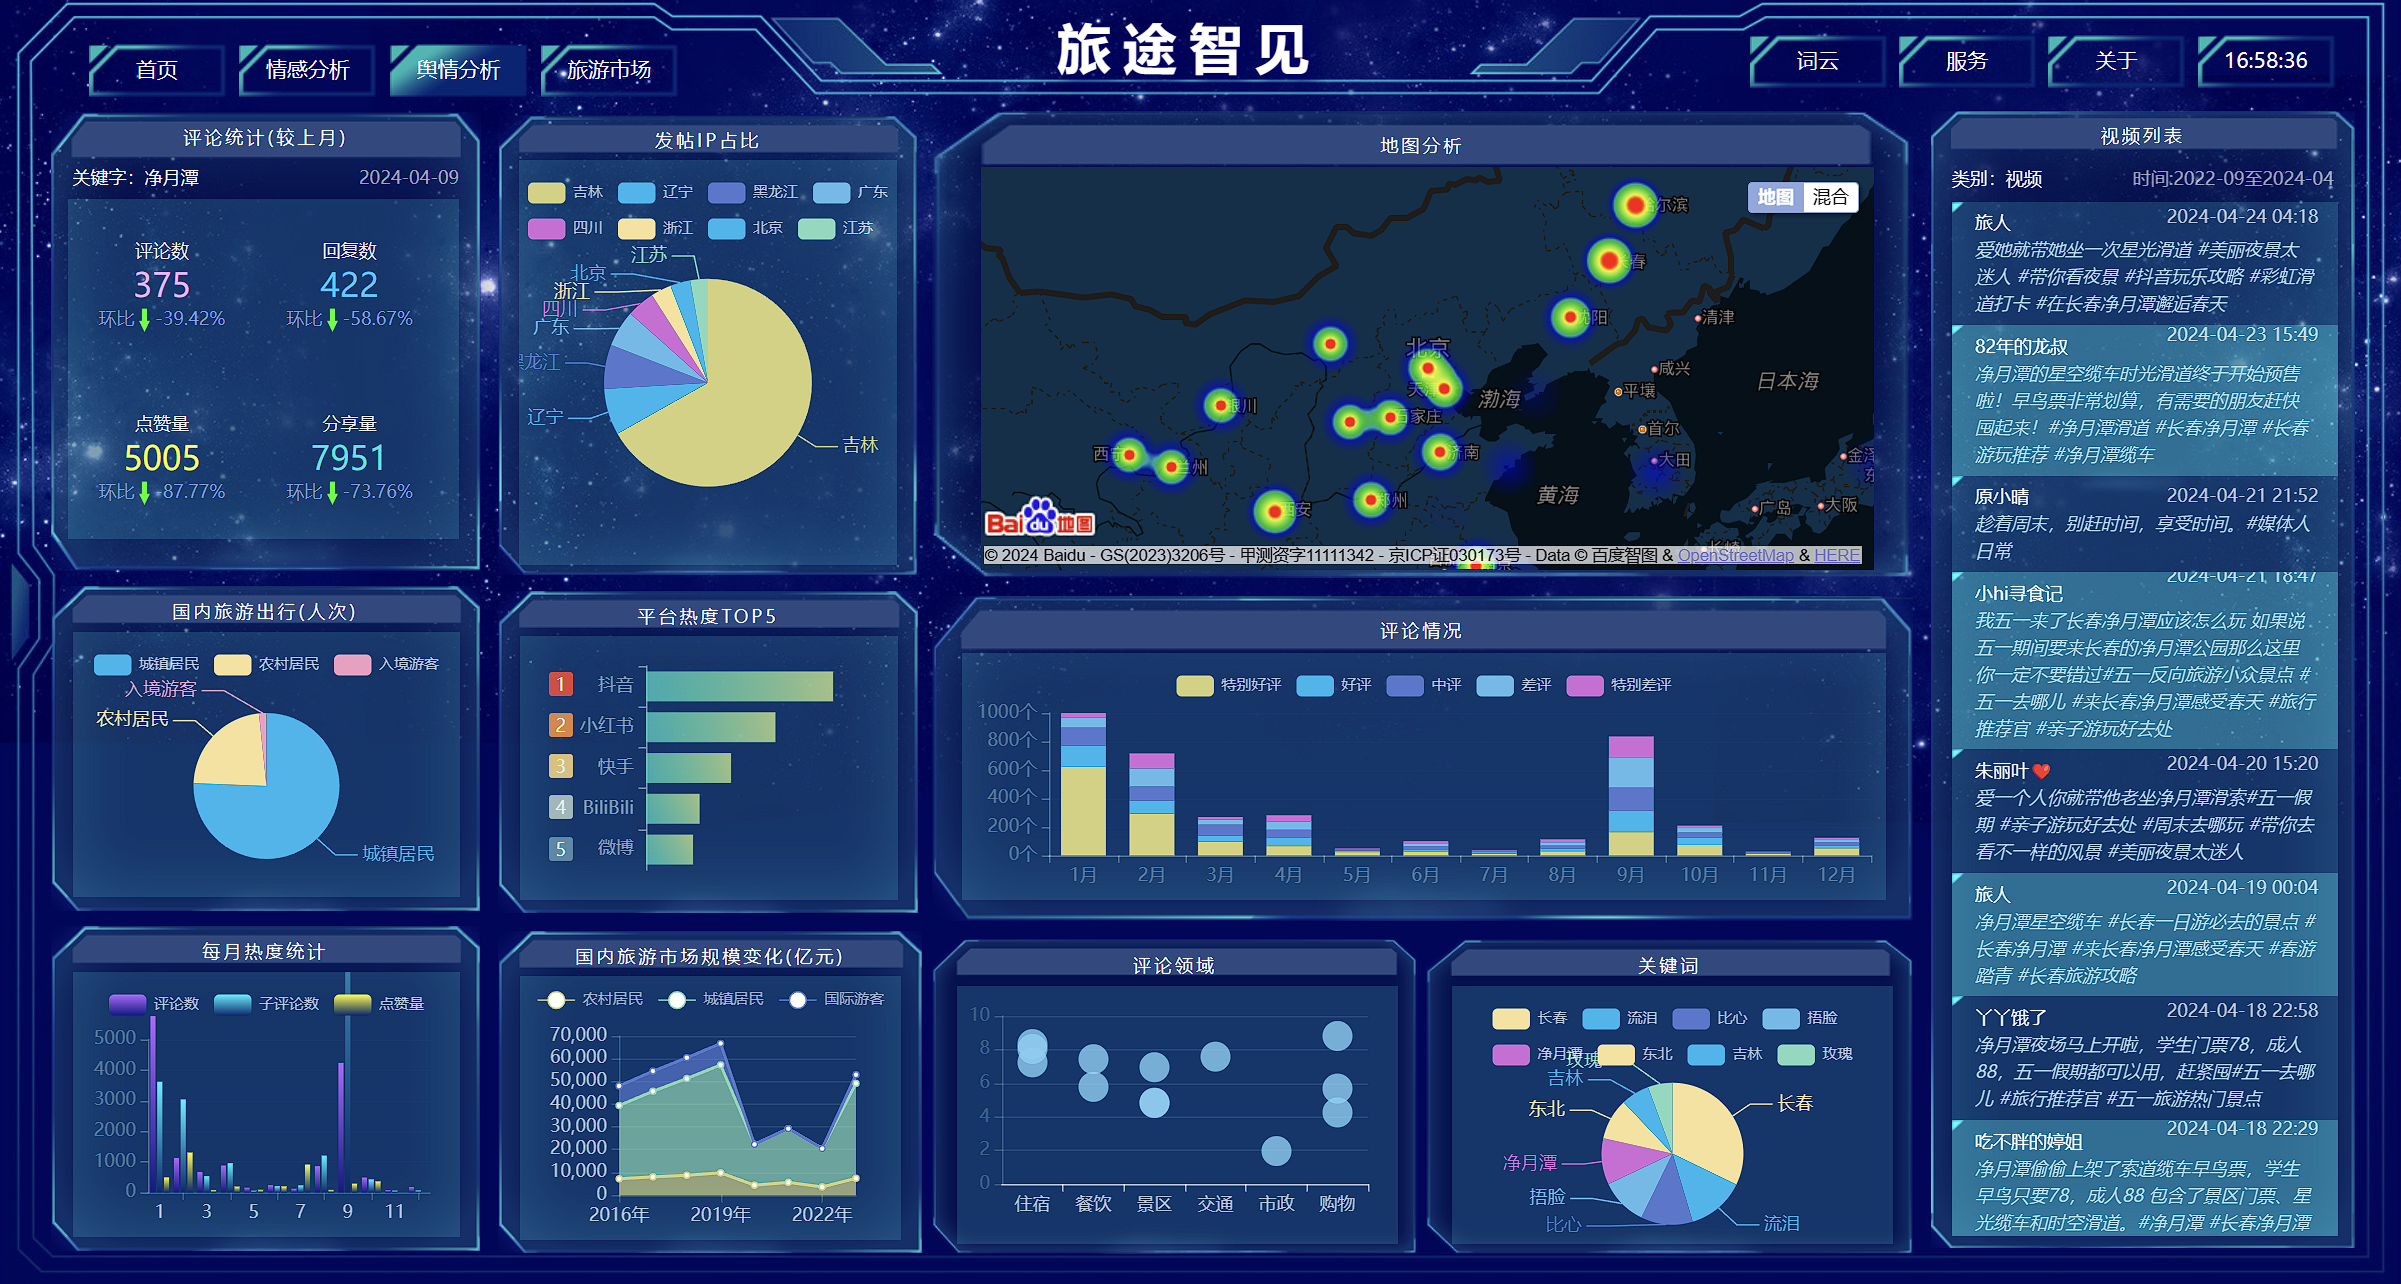 旅途智见
首页
情感分析
舆情分析
旅游市场
词云
服务
关于
16:58:36
评论统计(较上月)
关键字：净月潭
2024-04-09
评论数
375
环比 -39.42%
回复数
422
环比 -58.67%
点赞量
5005
环比 -87.77%
分享量
7951
环比 -73.76%
发帖IP占比
吉林 辽宁 黑龙江 广东
四川 浙江 北京 江苏
江苏
北京
浙江
四川
广东
黑龙江
辽宁
吉林
地图分析
地图 混合
哈尔滨
长春
沈阳
清津
北京
天津
咸兴
平壤
日本海
渤海
银川
石家庄
首尔
西宁
兰州
济南
大田
金泽
黄海
西安
郑州
广岛
大阪
Bai du 地图
© 2024 Baidu - GS(2023)3206号 - 甲测资字11111342 - 京ICP证030173号 - Data © 百度智图 & OpenStreetMap & HERE
国内旅游出行(人次)
城镇居民 农村居民 入境游客
入境游客
农村居民
城镇居民
平台热度TOP5
1 抖音
2 小红书
3 快手
4 BiliBili
5 微博
评论情况
特别好评 好评 中评 差评 特别差评
1000个
800个
600个
400个
200个
0个
1月 2月 3月 4月 5月 6月 7月 8月 9月 10月 11月 12月
每月热度统计
评论数 子评论数 点赞量
5000
4000
3000
2000
1000
0
1 3 5 7 9 11
国内旅游市场规模变化(亿元)
农村居民 城镇居民 国际游客
70,000
60,000
50,000
40,000
30,000
20,000
10,000
0
2016年 2019年 2022年
评论领域
10
8
6
4
2
0
住宿 餐饮 景区 交通 市政 购物
关键词
长春 流泪 比心 捂脸
净月潭 东北 吉林 玫瑰
玫瑰
吉林
东北
净月潭
捂脸
比心
长春
流泪
视频列表
类别：视频
时间:2022-09至2024-04
旅人
2024-04-24 04:18
爱她就带她坐一次星光滑道 #美丽夜景太
迷人 #带你看夜景 #抖音玩乐攻略 #彩虹滑
道打卡 #在长春净月潭邂逅春天
82年的龙叔
2024-04-23 15:49
净月潭的星空缆车时光滑道终于开始预售
啦！早鸟票非常划算，有需要的朋友赶快
囤起来！#净月潭滑道 #长春净月潭 #长春
游玩推荐 #净月潭缆车
原小晴
2024-04-21 21:52
趁着周末，别赶时间，享受时间。#媒体人
日常
小hi寻食记
2024-04-21 18:47
我五一来了长春净月潭应该怎么玩 如果说
五一期间要来长春的净月潭公园那么这里
你一定不要错过#五一反向旅游小众景点 #
五一去哪儿 #来长春净月潭感受春天 #旅行
推荐官 #亲子游玩好去处
朱丽叶❤️
2024-04-20 15:20
爱一个人你就带他老坐净月潭滑索#五一假
期 #亲子游玩好去处 #周末去哪玩 #带你去
看不一样的风景 #美丽夜景太迷人
旅人
2024-04-19 00:04
净月潭星空缆车 #长春一日游必去的景点 #
长春净月潭 #来长春净月潭感受春天 #春游
踏青 #长春旅游攻略
丫丫饿了
2024-04-18 22:58
净月潭夜场马上开啦，学生门票78，成人
88，五一假期都可以用，赶紧囤#五一去哪
儿 #旅行推荐官 #五一旅游热门景点
吃不胖的婷姐
2024-04-18 22:29
净月潭偷偷上架了索道缆车早鸟票，学生
早鸟只要78，成人88 包含了景区门票、星
光缆车和时空滑道。#净月潭 #长春净月潭